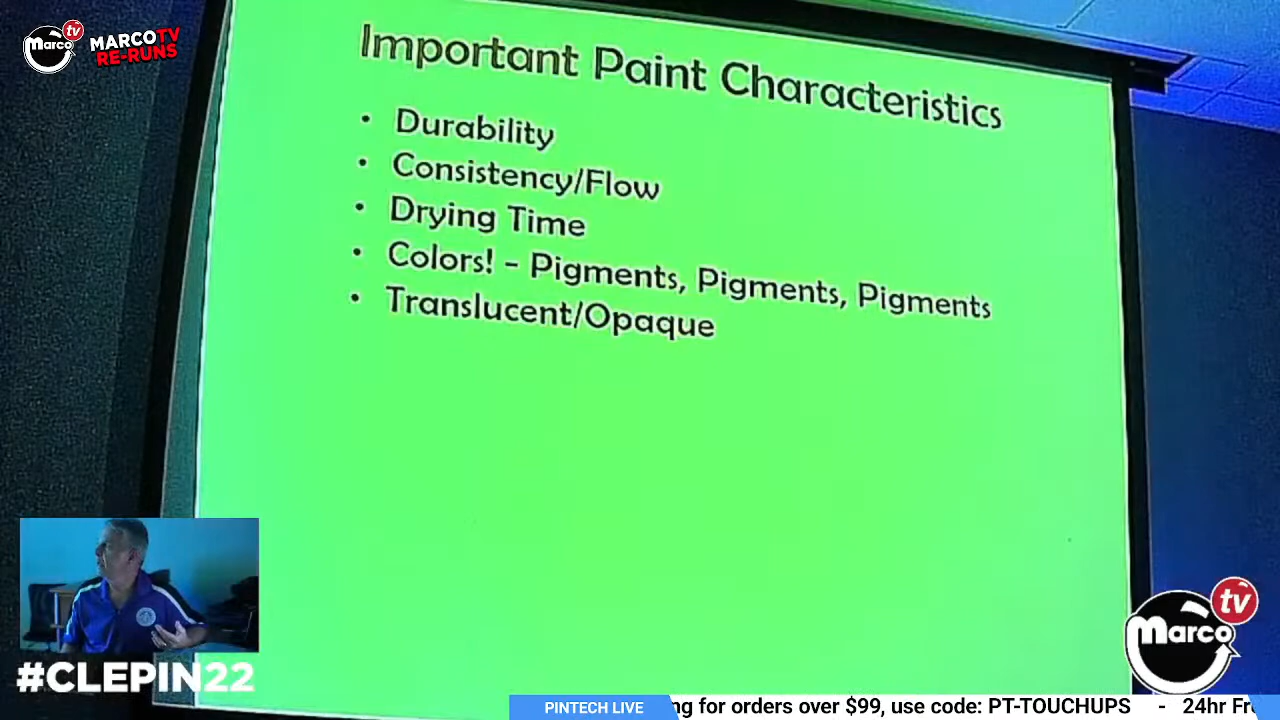 marco tv
MARCOTV
RE-RUNS
Important Paint Characteristics
• Durability
• Consistency/Flow
• Drying Time
• Colors! - Pigments, Pigments, Pigments
• Translucent/Opaque
#CLEPIN22
marco tv
PINTECH LIVE
for orders over $99, use code: PT-TOUCHUPS - 24hr